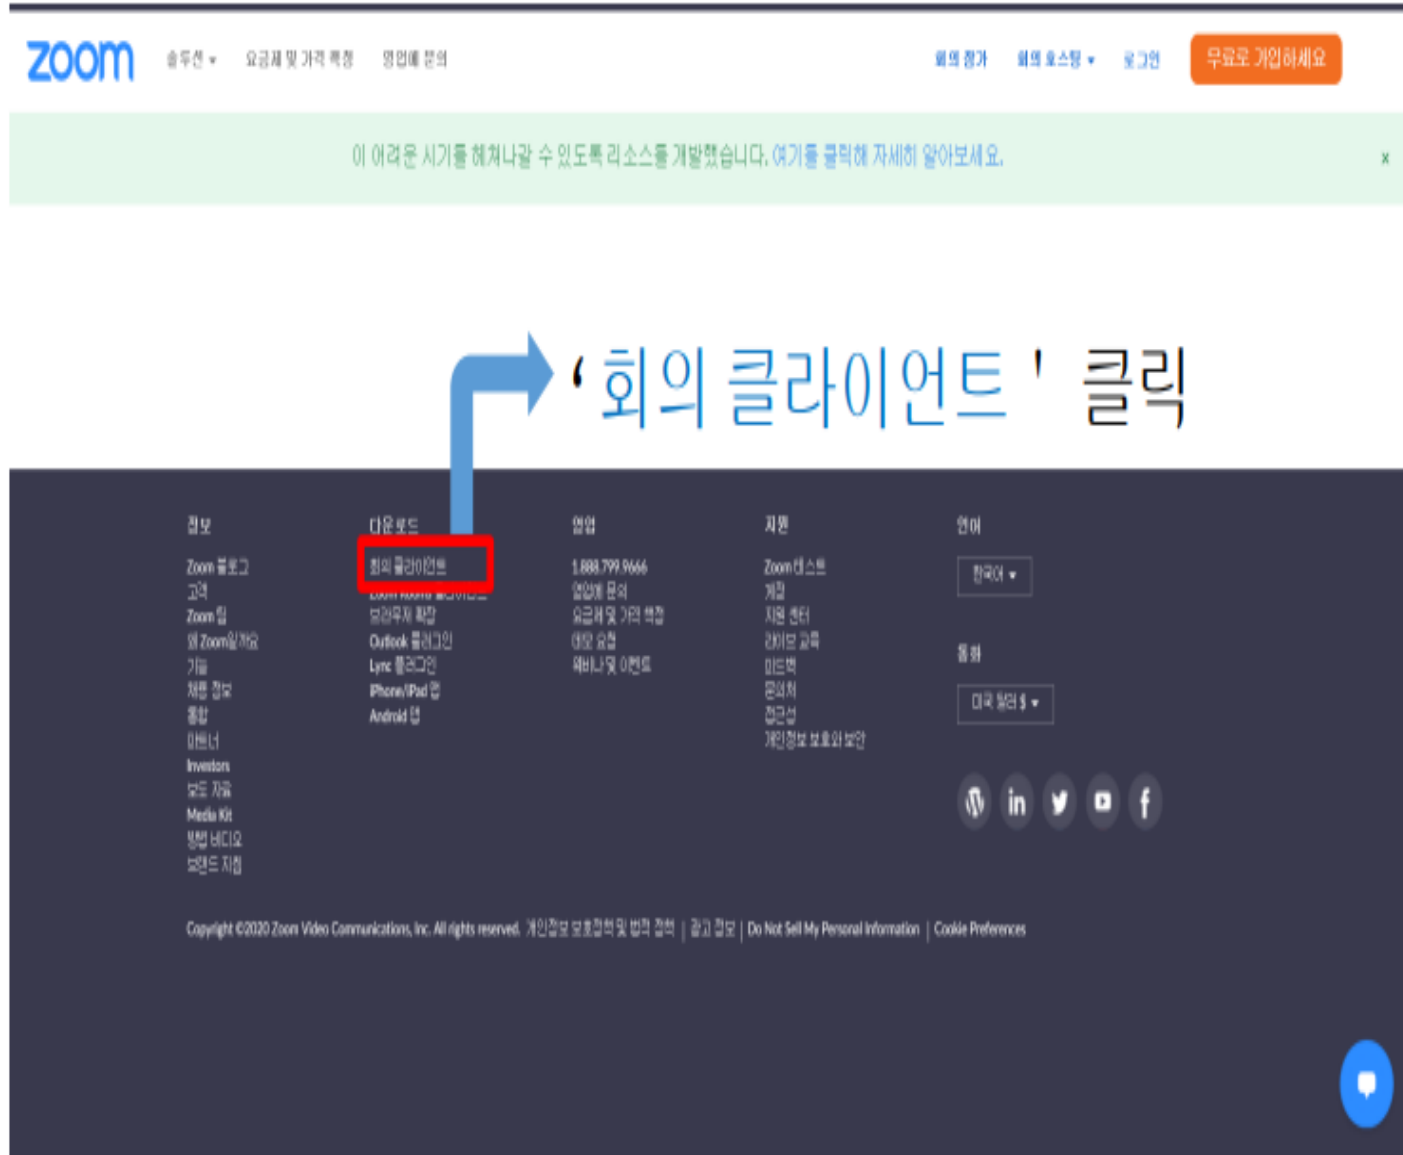 zoom
솔루션 요금제 및 가격 책정 영업에 문의 회의 참가 회의 호스팅 로그인 무료로 가입하세요
이 어려운 시기를 헤쳐나갈 수 있도록 리소스를 개발했습니다. 여기를 클릭해 자세히 알아보세요. x
‘ 회의 클라이언트 ' 클릭
정보
Zoom 블로그
고객
Zoom 팀
왜 Zoom일까요
기능
채용 정보
통합
파트너
Investors
보도 자료
Media Kit
방법 비디오
브랜드 지침
다운로드
회의 클라이언트
Zoom Rooms 클라이언트
브라우저 확장
Outlook 플러그인
Lync 플러그인
iPhone/iPad 앱
Android 앱
영업
1.888.799.9666
영업에 문의
요금제 및 가격 책정
데모 요청
웨비나 및 이벤트
지원
Zoom 테스트
계정
지원 센터
라이브 교육
피드백
문의처
접근성
개인정보 보호와 보안
언어
한국어
통화
미국 달러 $
in f
Copyright ©2020 Zoom Video Communications, Inc. All rights reserved. 개인정보 보호정책 및 법적 정책 | 광고 정보 | Do Not Sell My Personal Information | Cookie Preferences